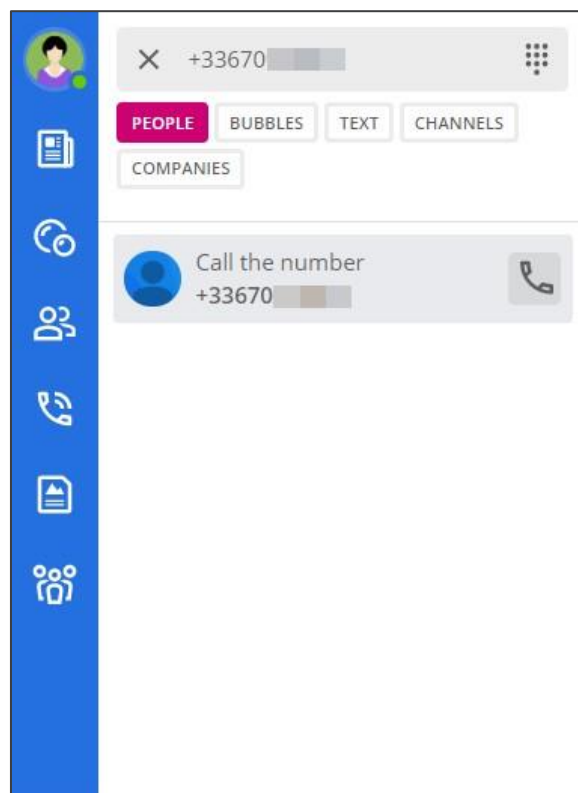 +33670
PEOPLE BUBBLES TEXT CHANNELS
COMPANIES
Call the number
+33670